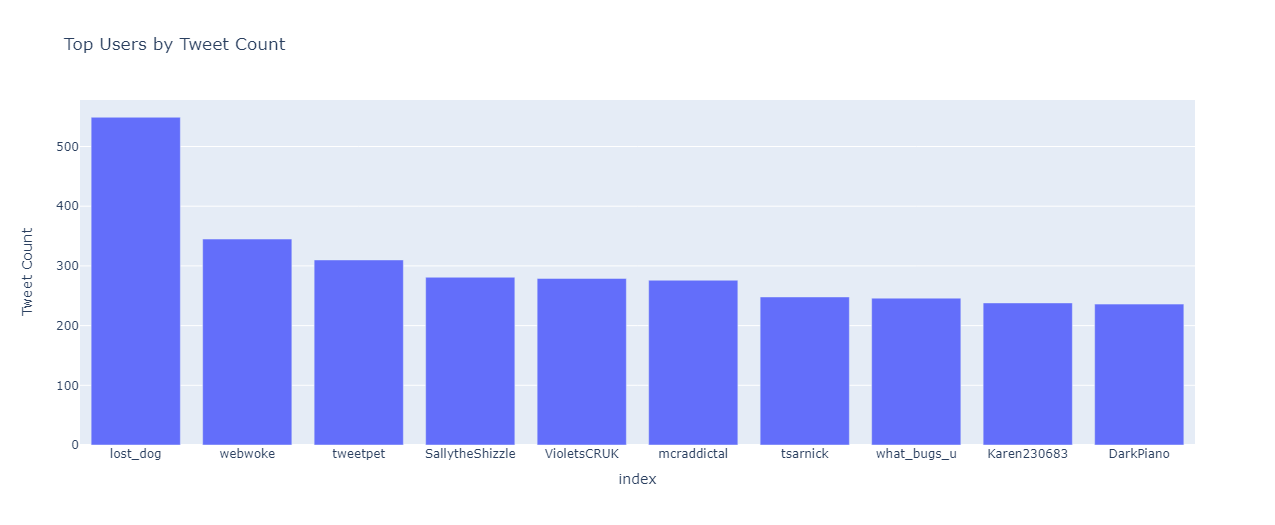 Top Users by Tweet Count
Tweet Count
500
400
300
200
100
0
lost_dog webwoke tweetpet SallytheShizzle VioletsCRUK mcraddictal tsarnick what_bugs_u Karen230683 DarkPiano
index